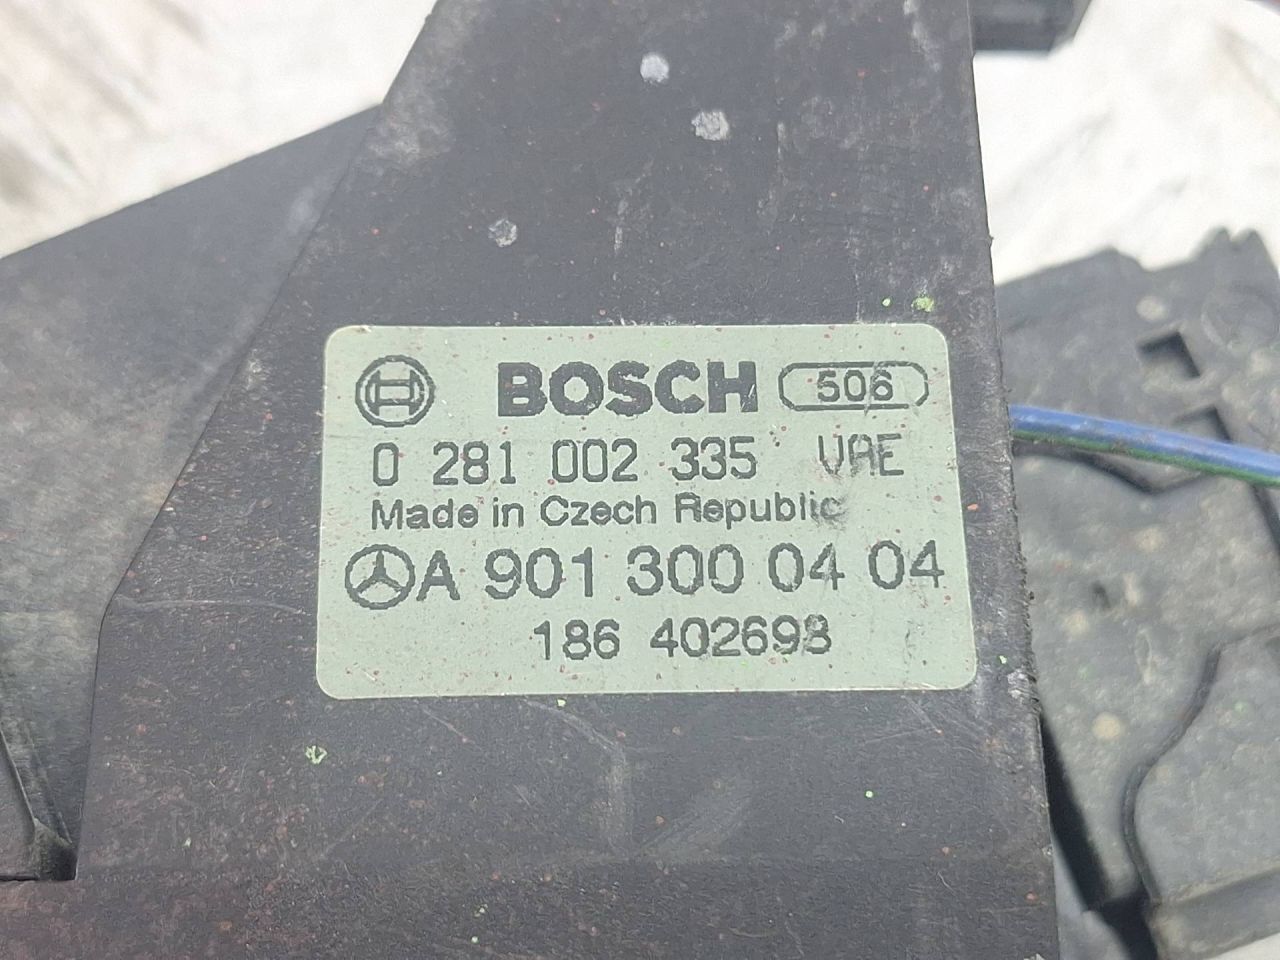 BOSCH 506
0 281 002 335 VAE
Made in Czech Republic
A 901 300 04 04
186 402698